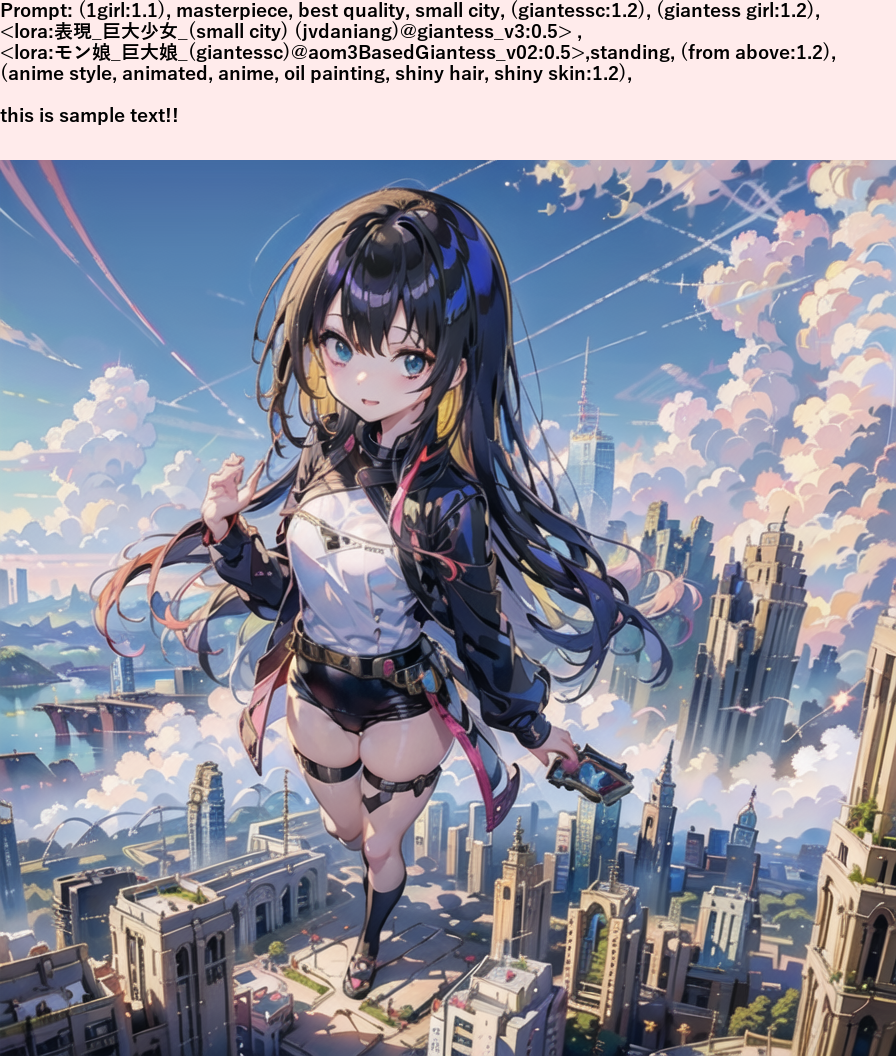 Prompt: (1girl:1.1), masterpiece, best quality, small city, (giantessc:1.2), (giantess girl:1.2),
<lora:表現_巨大少女_(small city) (jvdaniang)@giantess_v3:0.5> ,
<lora:モン娘_巨大娘_(giantessc)@aom3BasedGiantess_v02:0.5>,standing, (from above:1.2),
(anime style, animated, anime, oil painting, shiny hair, shiny skin:1.2),
this is sample text!!